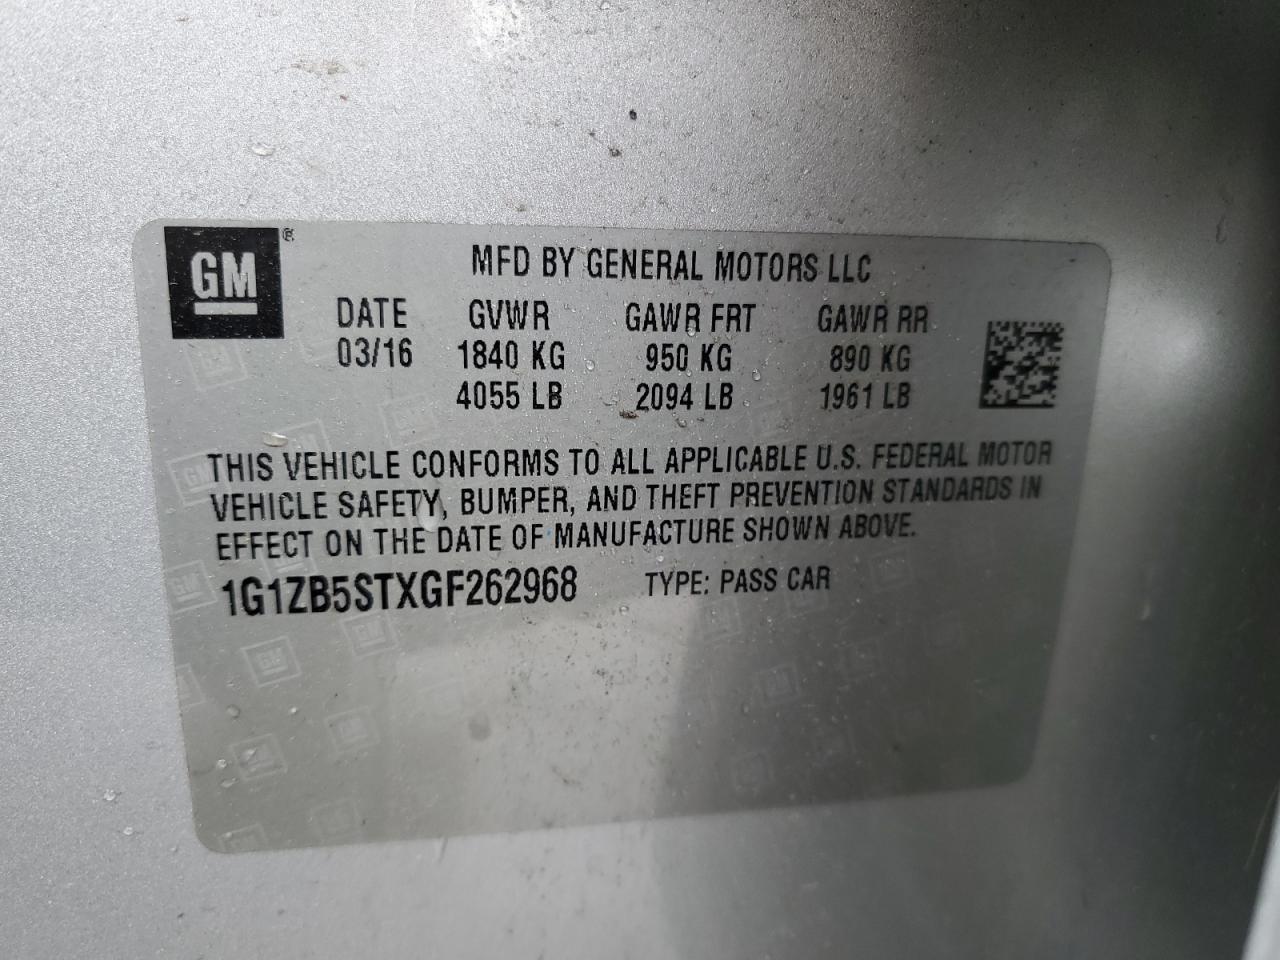 GM ®
MFD BY GENERAL MOTORS LLC
DATE GVWR GAWR FRT GAWR RR
03/16 1840 KG 950 KG 890 KG
4055 LB 2094 LB 1961 LB
THIS VEHICLE CONFORMS TO ALL APPLICABLE U.S. FEDERAL MOTOR
VEHICLE SAFETY, BUMPER, AND THEFT PREVENTION STANDARDS IN
EFFECT ON THE DATE OF MANUFACTURE SHOWN ABOVE.
1G1ZB5STXGF262968 TYPE: PASS CAR